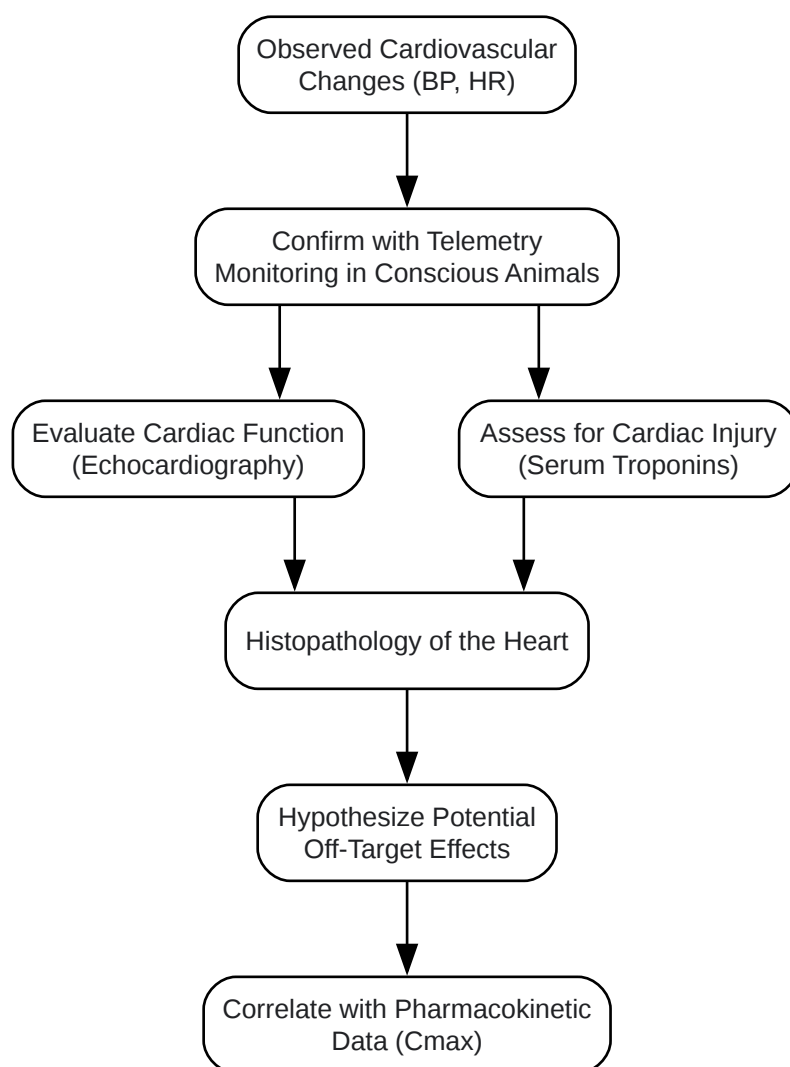 Observed Cardiovascular
Changes (BP, HR)
Confirm with Telemetry
Monitoring in Conscious Animals
Evaluate Cardiac Function
(Echocardiography)
Assess for Cardiac Injury
(Serum Troponins)
Histopathology of the Heart
Hypothesize Potential
Off-Target Effects
Correlate with Pharmacokinetic
Data (Cmax)